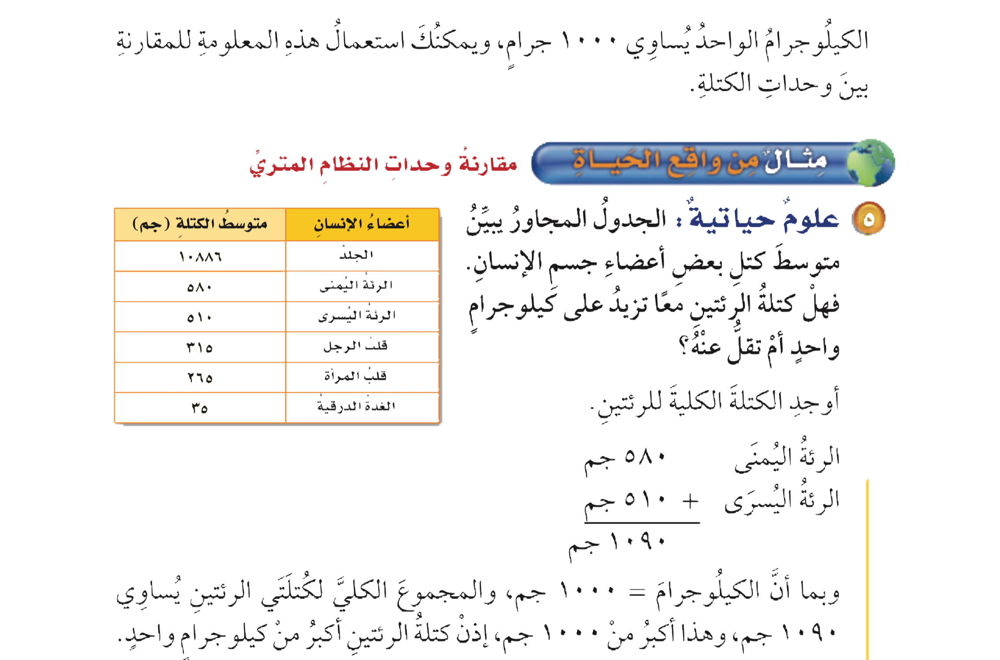 الكيلُوجرامُ الواحدُ يُساوِي ١٠٠٠ جرامٍ، ويمكنُكَ استعمالُ هذهِ المعلومةِ للمقارنةِ
بينَ وحداتِ الكتلةِ.
مِثالٌ مِن واقِع الحَياةِ مقارنةُ وحداتِ النظامِ المتريِّ
٥ علومٌ حياتيةٌ: الجدولُ المجاورُ يبيِّنُ
متوسطَ كتلِ بعضِ أعضاءِ جسمِ الإنسانِ.
فهلْ كتلةُ الرئتينِ معًا تزيدُ على كَيلوجرامٍ
واحدٍ أمْ تقلُّ عنْهُ؟
أعضاءُ الإنسانِ متوسطُ الكتلةِ (جم)
الجلدُ ١٠٨٨٦
الرئةُ اليُمنى ٥٨٠
الرئةُ اليُسرى ٥١٠
قلبُ الرجل ٣١٥
قلبُ المرأة ٢٦٥
الغدةُ الدرقيةُ ٣٥
أوجدِ الكتلةَ الكليةَ للرئتينِ.
الرئةُ اليُمنَى ٥٨٠ جم
الرئةُ اليُسرَى + ٥١٠ جم
١٠٩٠ جم
وبما أنَّ الكيلُوجرامَ = ١٠٠٠ جم، والمجموعَ الكليَّ لكُتلَتَي الرئتينِ يُساوِي
١٠٩٠ جم، وهذا أكبرُ منْ ١٠٠٠ جم، إذنْ كتلةُ الرئتينِ أكبرُ منْ كيلوجرامٍ واحدٍ.